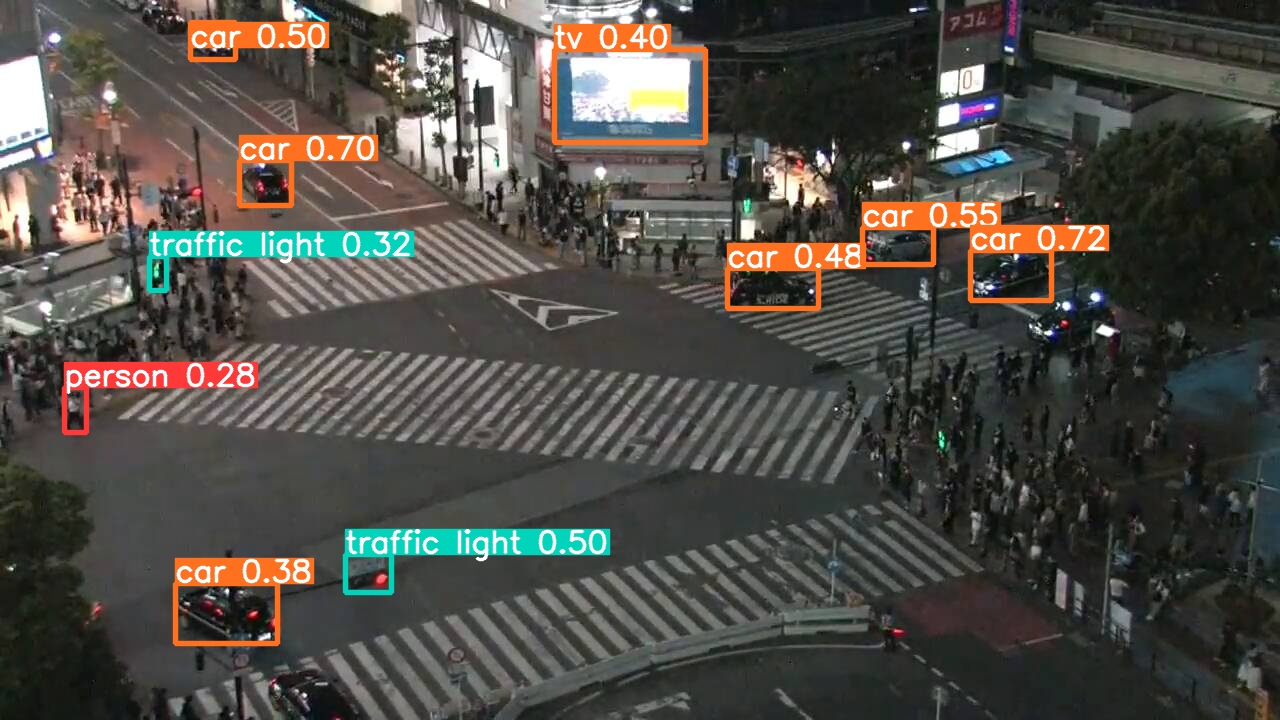 car 0.50
tv 0.40
アコム
car 0.70
car 0.55
traffic light 0.32
car 0.72
car 0.48
person 0.28
traffic light 0.50
car 0.38